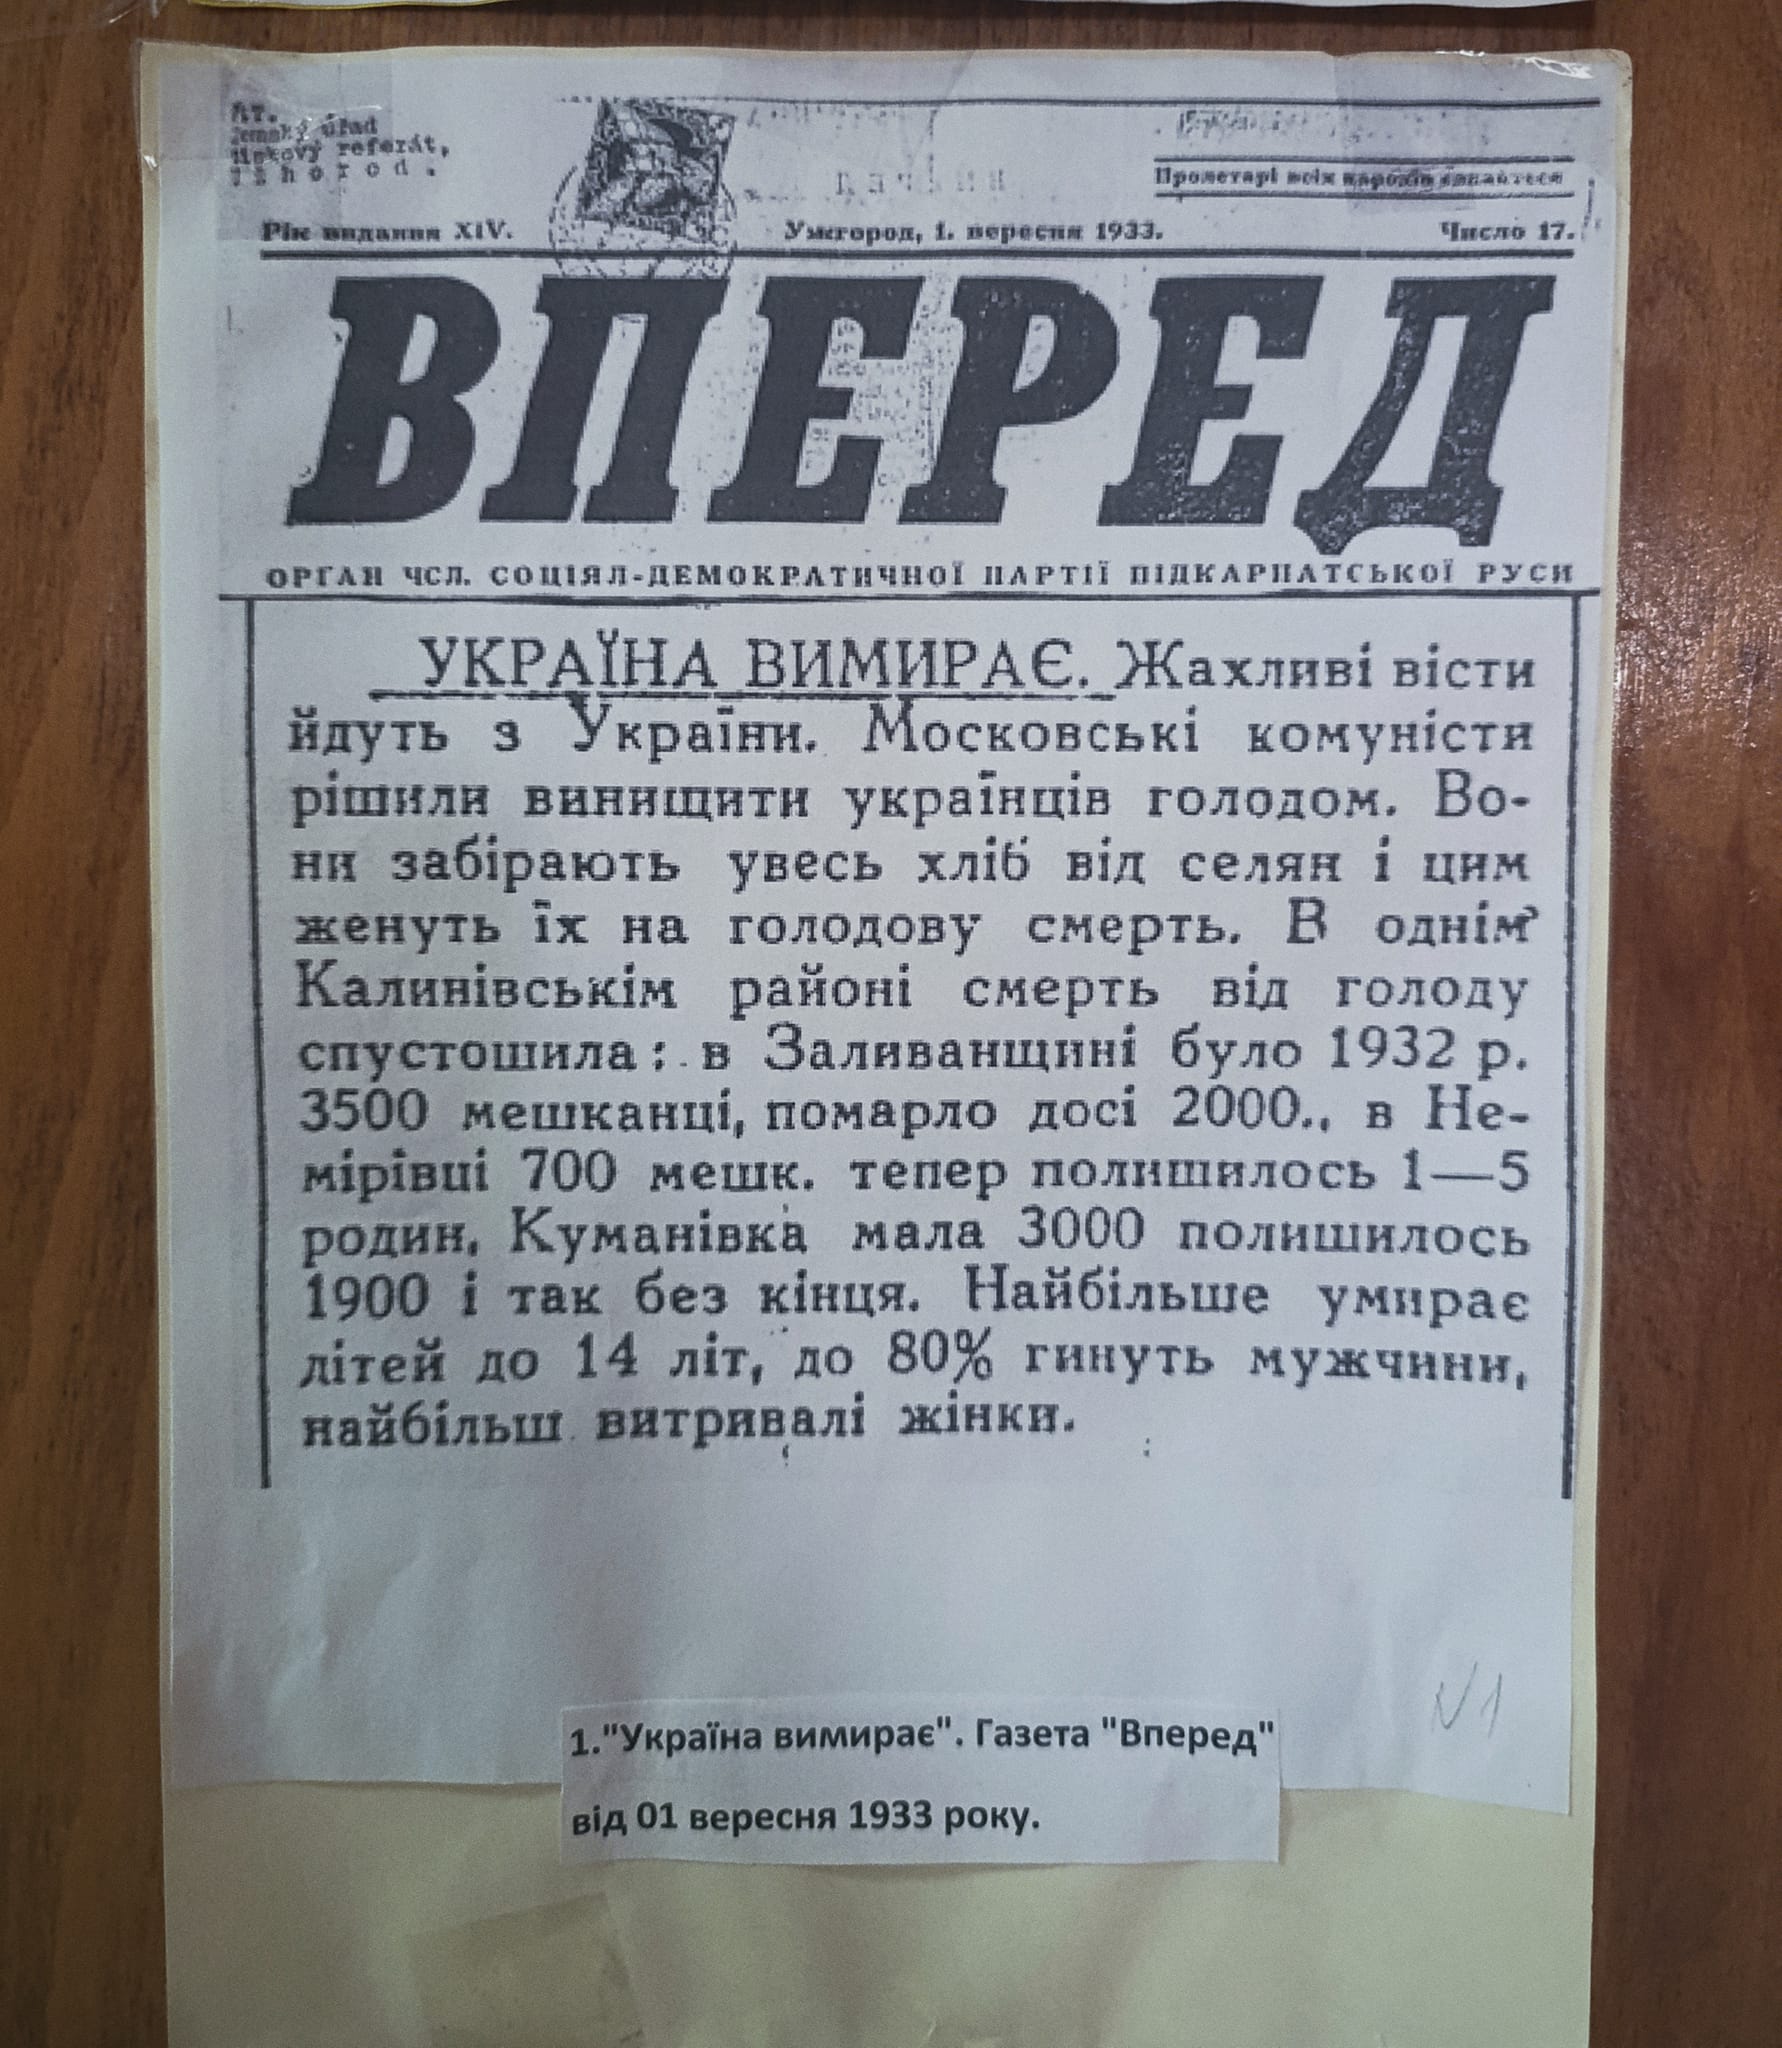 úřad
referát,
Рік видання XIV.
Ужгород, 1. вересня 1933.
Число 17.
Пролетарі всіх народів єднайтеся
ВПЕРЕД
ОРГАН ЧСЛ. СОЦІЯЛ-ДЕМОКРАТИЧНОЇ ПАРТІЇ ПІДКАРПАТСЬКОЇ РУСИ
УКРАЇНА ВИМИРАЄ. Жахливі вісти
йдуть з України. Московські комуністи
рішили винищити українців голодом. Во-
ни забірають увесь хліб від селян і цим
женуть їх на голодову смерть. В однім
Калинівськім районі смерть від голоду
спустошила: в Заливанщині було 1932 р.
3500 мешканці, помарло досі 2000., в Не-
мірівці 700 мешк. тепер полишилось 1—5
родин, Куманівка мала 3000 полишилось
1900 і так без кінця. Найбільше умирає
літей до 14 літ, до 80% гинуть мужчини,
найбільш витривалі жінки.
N1
1."Україна вимирає". Газета "Вперед"
від 01 вересня 1933 року.